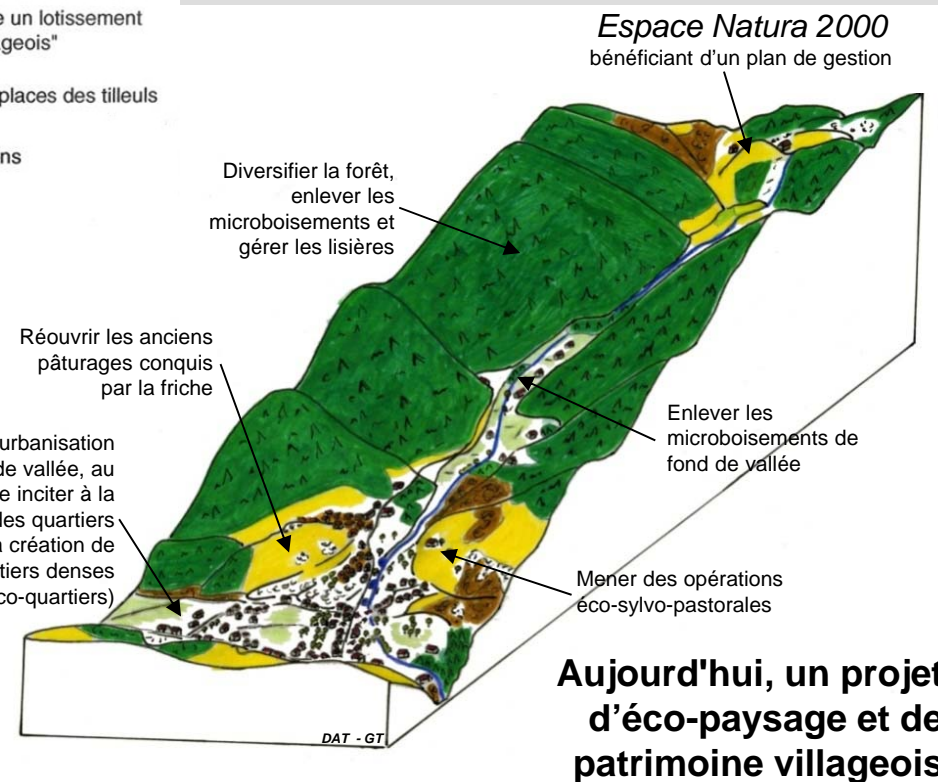 e un lotissement
ageois"
places des tilleuls
ns
Espace Natura 2000
bénéficiant d'un plan de gestion
Diversifier la forêt,
enlever les
microboisements et
gérer les lisières
Réouvrir les anciens
pâturages conquis
par la friche
urbanisation
de vallée, au
e inciter à la
des quartiers
a création de
tiers denses
co-quartiers)
Enlever les
microboisements de
fond de vallée
Mener des opérations
éco-sylvo-pastorales
DAT - GT
Aujourd'hui, un projet
d'éco-paysage et de
patrimoine villageois